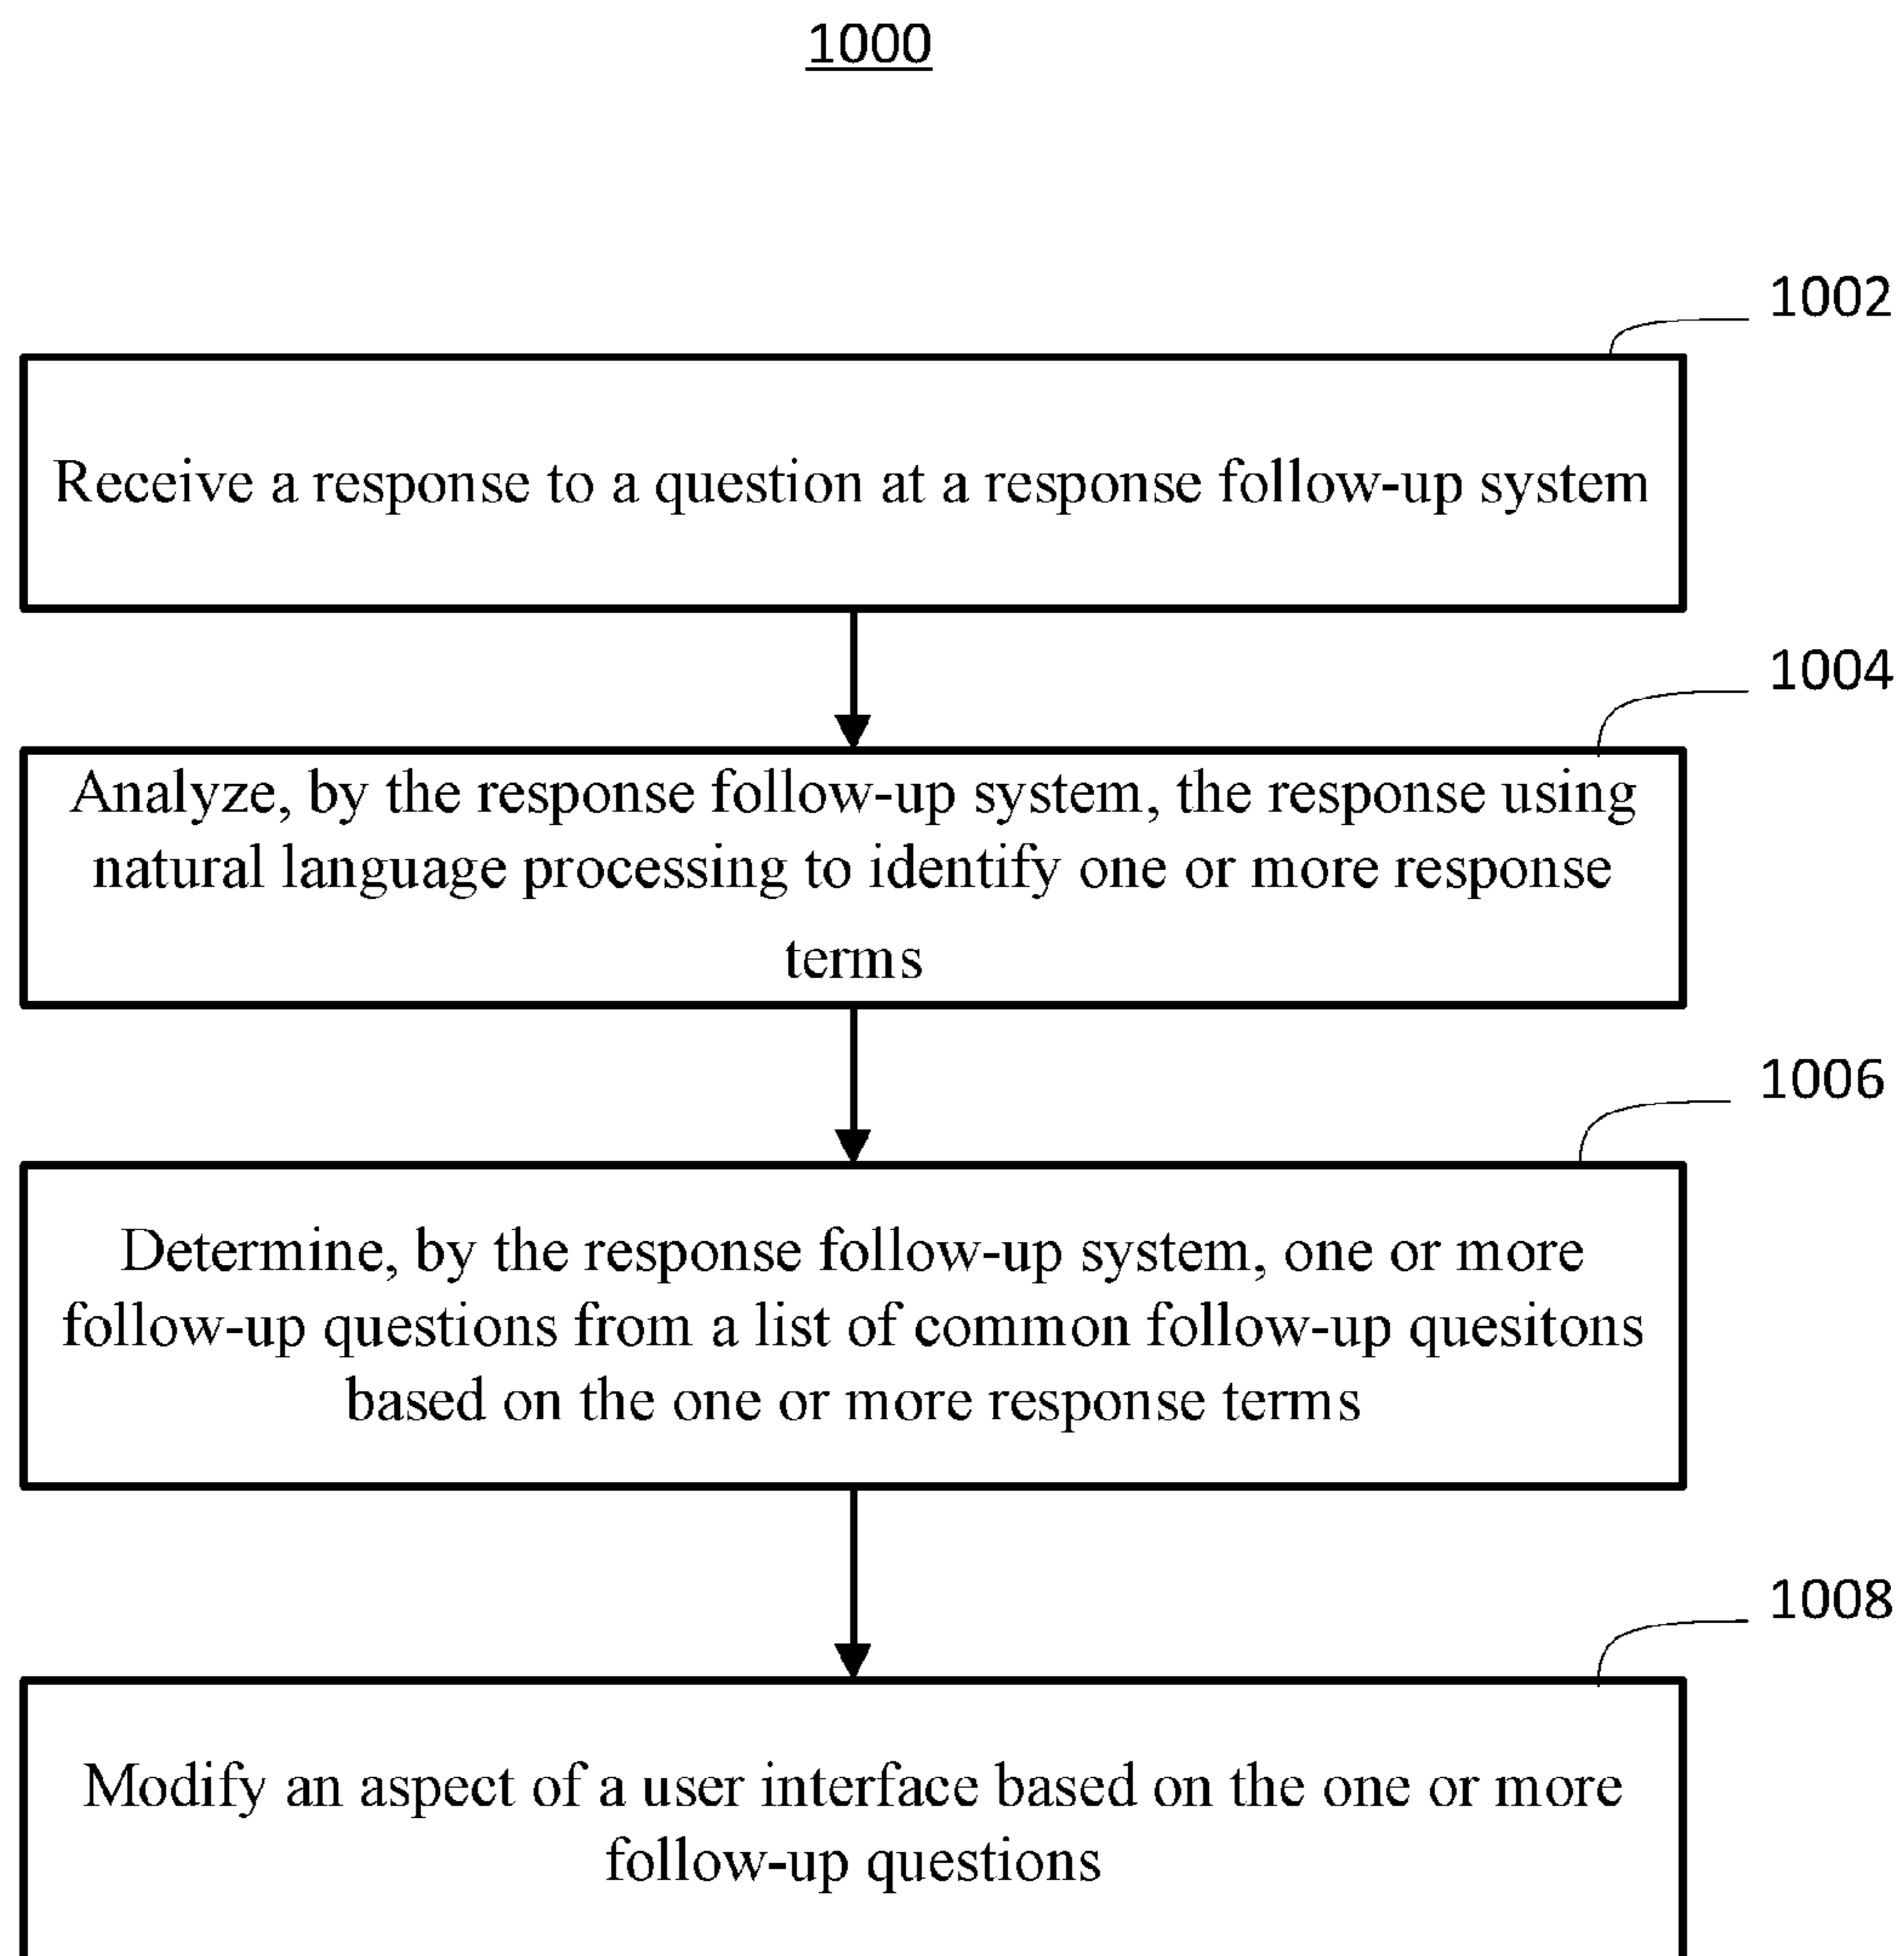 1000
1002
Receive a response to a question at a response follow-up system
1004
Analyze, by the response follow-up system, the response using
natural language processing to identify one or more response
terms
1006
Determine, by the response follow-up system, one or more
follow-up questions from a list of common follow-up quesitons
based on the one or more response terms
1008
Modify an aspect of a user interface based on the one or more
follow-up questions